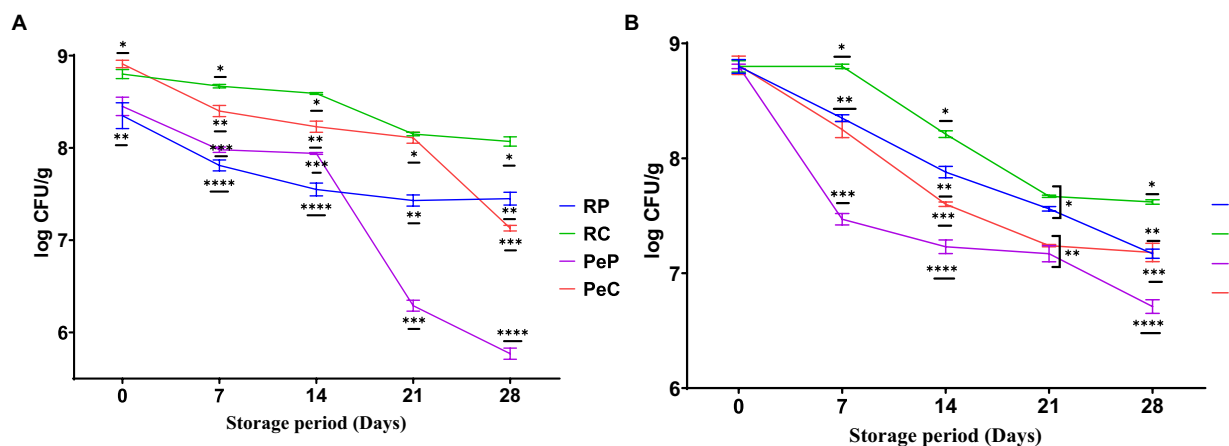 A
log CFU/g
9
8
7
6
0 7 14 21 28
Storage period (Days)
* * * * *
** ** ** * **
** *** *** ** ***
**** **** *** ****
RP
RC
PeP
PeC
B
log CFU/g
9
8
7
6
0 7 14 21 28
Storage period (Days)
* * * *
** ** ** **
*** *** ***
**** ****